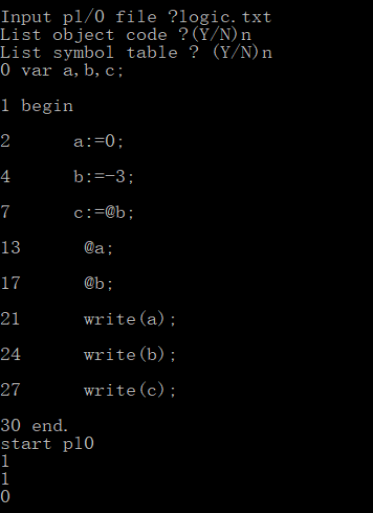 Input pl/0 file ?logic.txt
List object code ?(Y/N)n
List symbol table ? (Y/N)n
0 var a,b,c;
1 begin
2 a:=0;
4 b:=-3;
7 c:=@b;
13 @a;
17 @b;
21 write(a);
24 write(b);
27 write(c);
30 end.
start pl0
1
1
0